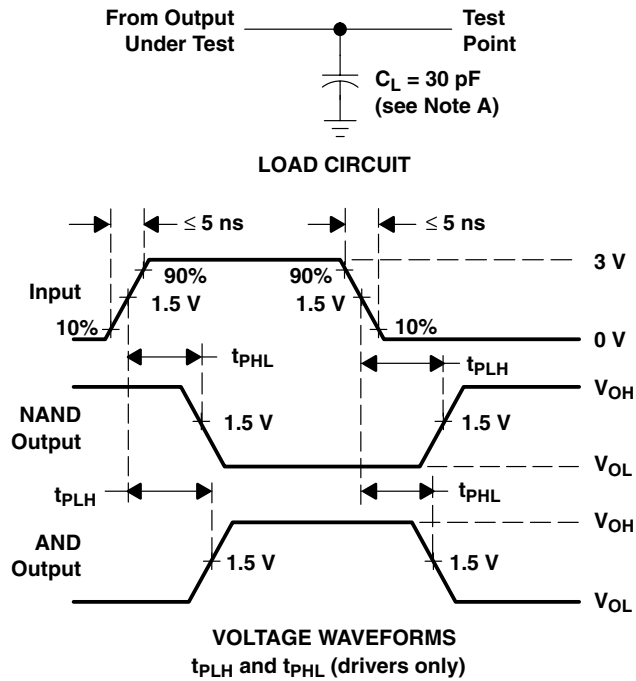 From Output
Under Test
Test
Point
C_L = 30 pF
(see Note A)
LOAD CIRCUIT
≤ 5 ns
≤ 5 ns
3 V
90%
90%
Input
1.5 V
1.5 V
10%
10%
0 V
t_PHL
t_PLH
V_OH
NAND
Output
1.5 V
1.5 V
V_OL
t_PLH
t_PHL
V_OH
AND
Output
1.5 V
1.5 V
V_OL
VOLTAGE WAVEFORMS
t_PLH and t_PHL (drivers only)